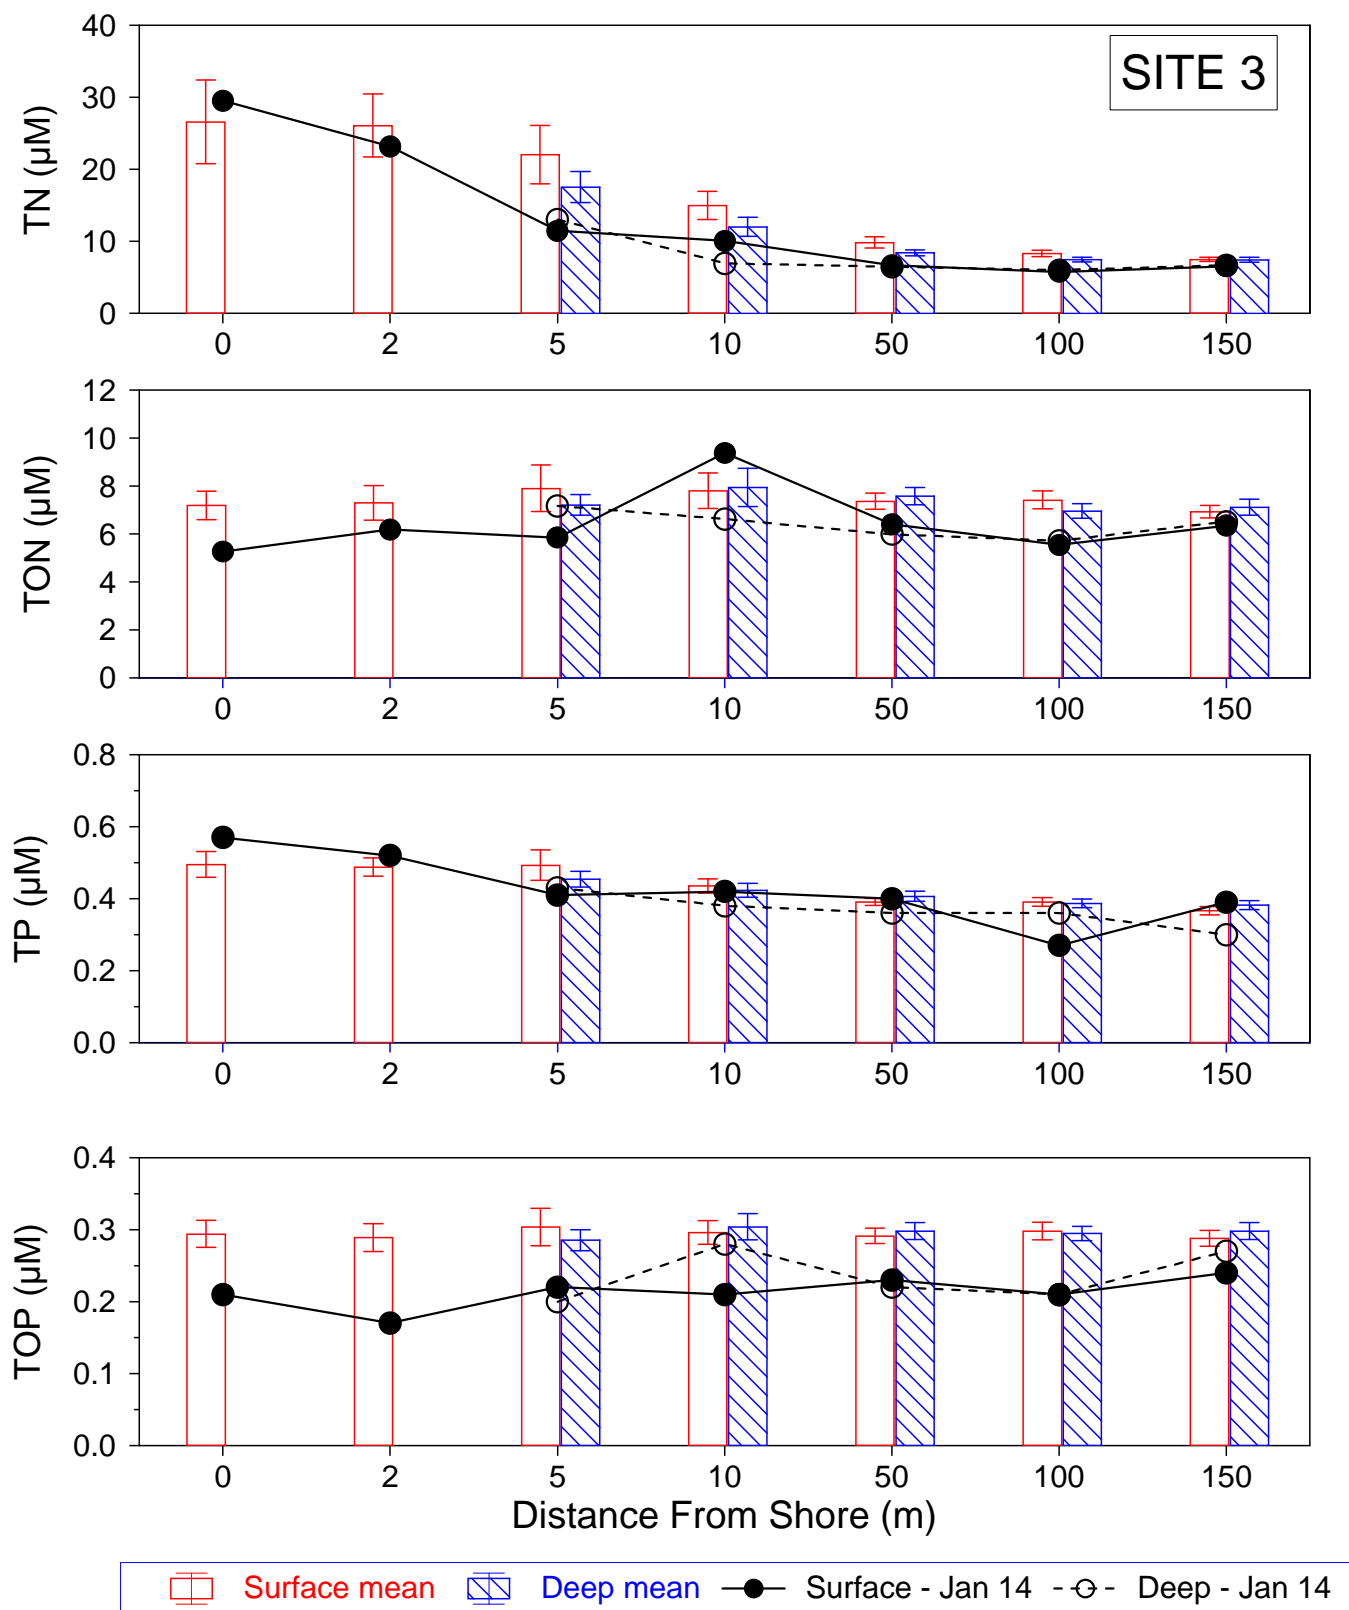 SITE 3
TN (µM)
40
30
20
10
0
0 2 5 10 50 100 150
TON (µM)
12
10
8
6
4
2
0
0 2 5 10 50 100 150
TP (µM)
0.8
0.6
0.4
0.2
0.0
0 2 5 10 50 100 150
TOP (µM)
0.4
0.3
0.2
0.1
0.0
0 2 5 10 50 100 150
Distance From Shore (m)
Surface mean Deep mean Surface - Jan 14 Deep - Jan 14